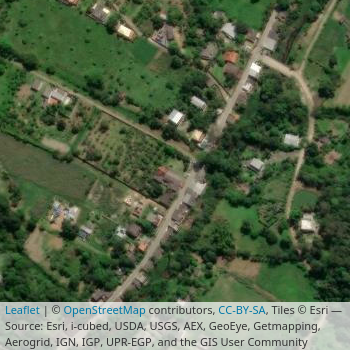 Leaflet | © OpenStreetMap contributors, CC-BY-SA, Tiles © Esri —
Source: Esri, i-cubed, USDA, USGS, AEX, GeoEye, Getmapping,
Aerogrid, IGN, IGP, UPR-EGP, and the GIS User Community